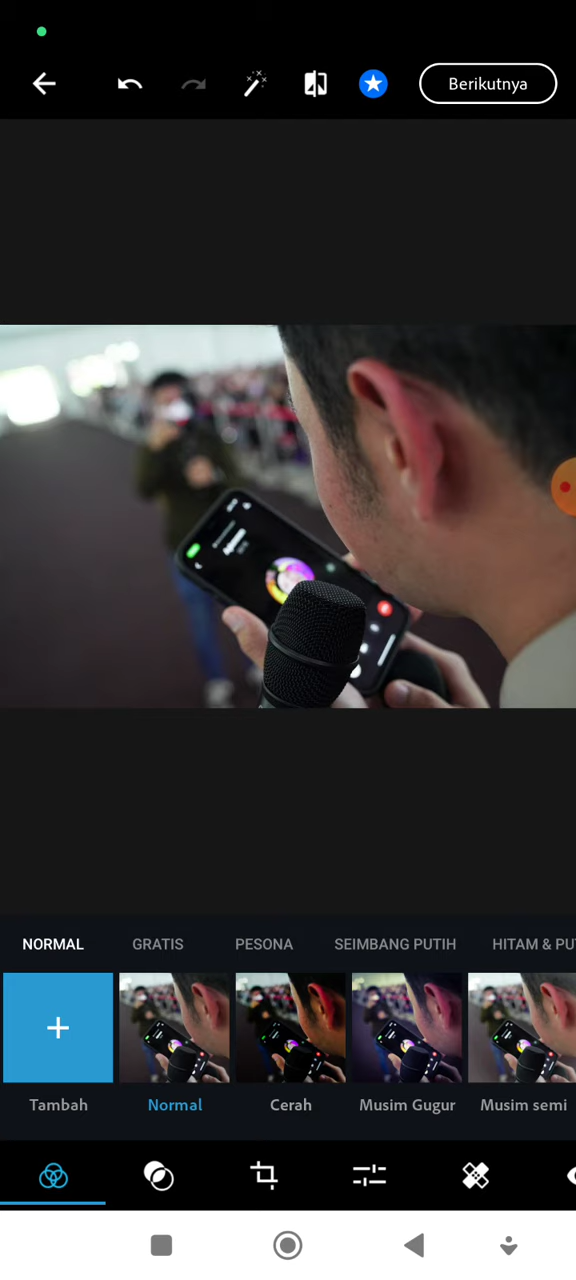 Berikutnya
NORMAL GRATIS PESONA SEIMBANG PUTIH HITAM & PU
Tambah Normal Cerah Musim Gugur Musim semi